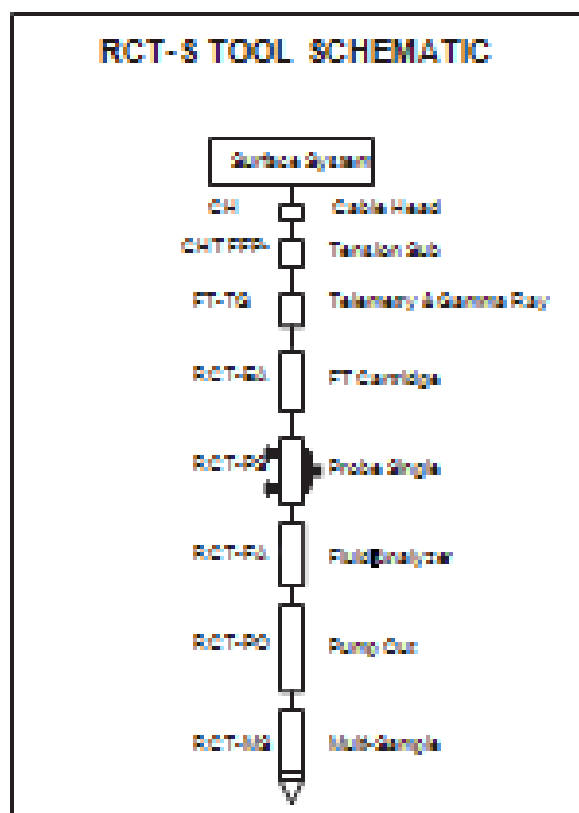 RCT-S TOOL SCHEMATIC
Surface System
CH Cable Head
Tension Sub
FT-TG Telemetry & Gamma Ray
RCT-EA FT Cartridge
RCT-PS Probe Single
RCT-FA Fluid Analyzer
RCT-PO Pump Out
RCT-MS Multi-Sample